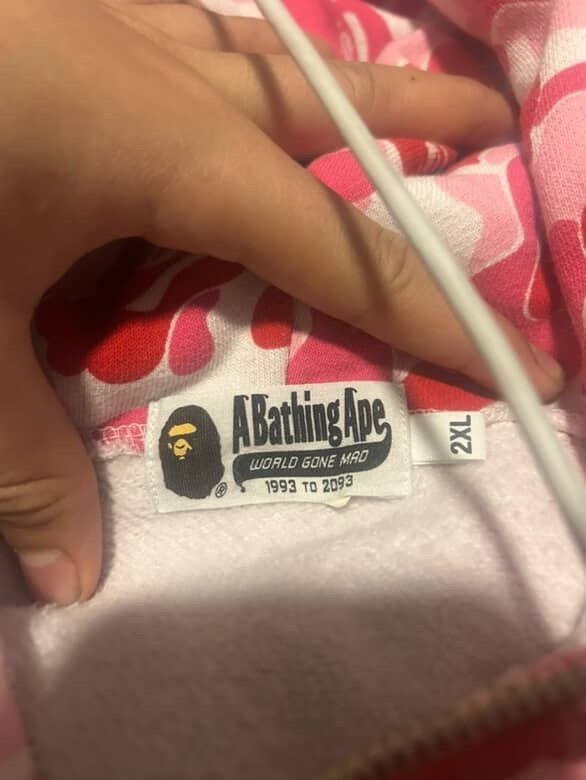 A Bathing Ape
WORLD GONE MAD
1993 TO 2093
®
2XL